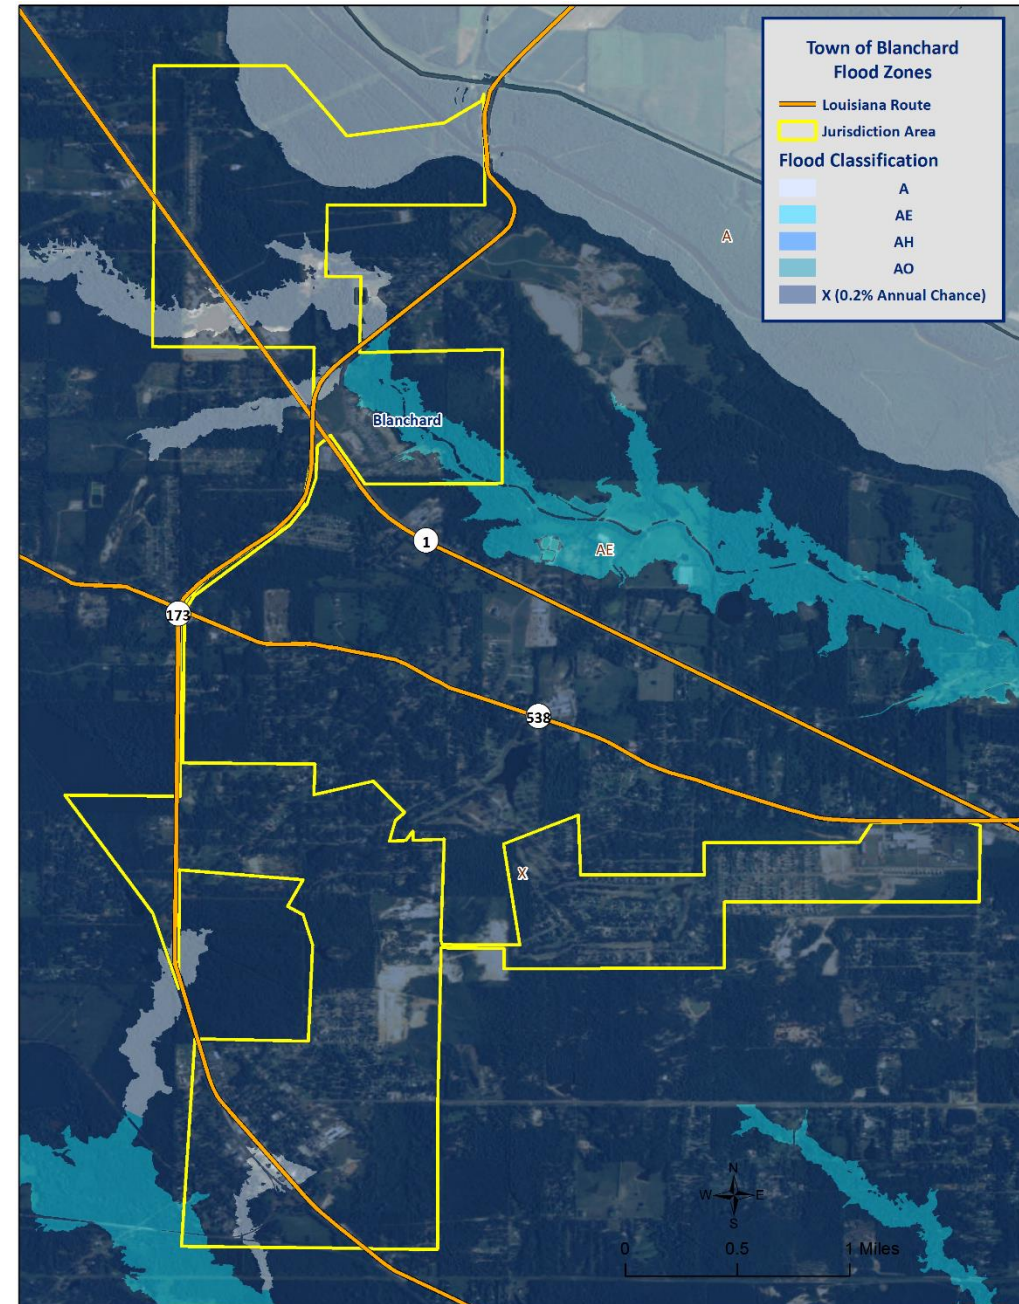 Town of Blanchard
Flood Zones
Louisiana Route
Jurisdiction Area
Flood Classification
A
AE
AH
AO
X (0.2% Annual Chance)
A
Blanchard
1
AE
173
538
X
N
W E
S
0 0.5 1 Miles